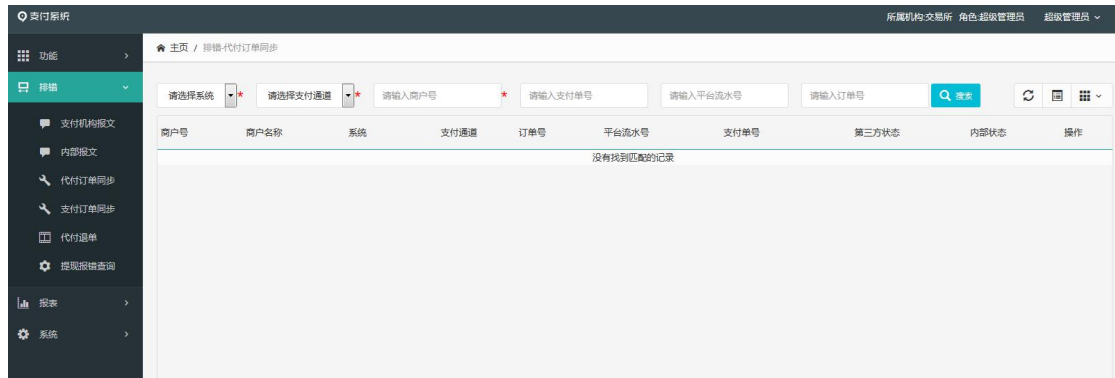 支付系统
所属机构:交易所 角色:超级管理员 超级管理员
功能
主页 / 排错-代付订单同步
排错
请选择系统 * 请选择支付通道 * 请输入商户号 * 请输入支付单号 请输入平台流水号 请输入订单号 搜索
支付机构报文
商户号 商户名称 系统 支付通道 订单号 平台流水号 支付单号 第三方状态 内部状态 操作
内部报文
没有找到匹配的记录
代付订单同步
支付订单同步
代付退单
提现报错查询
报表
系统